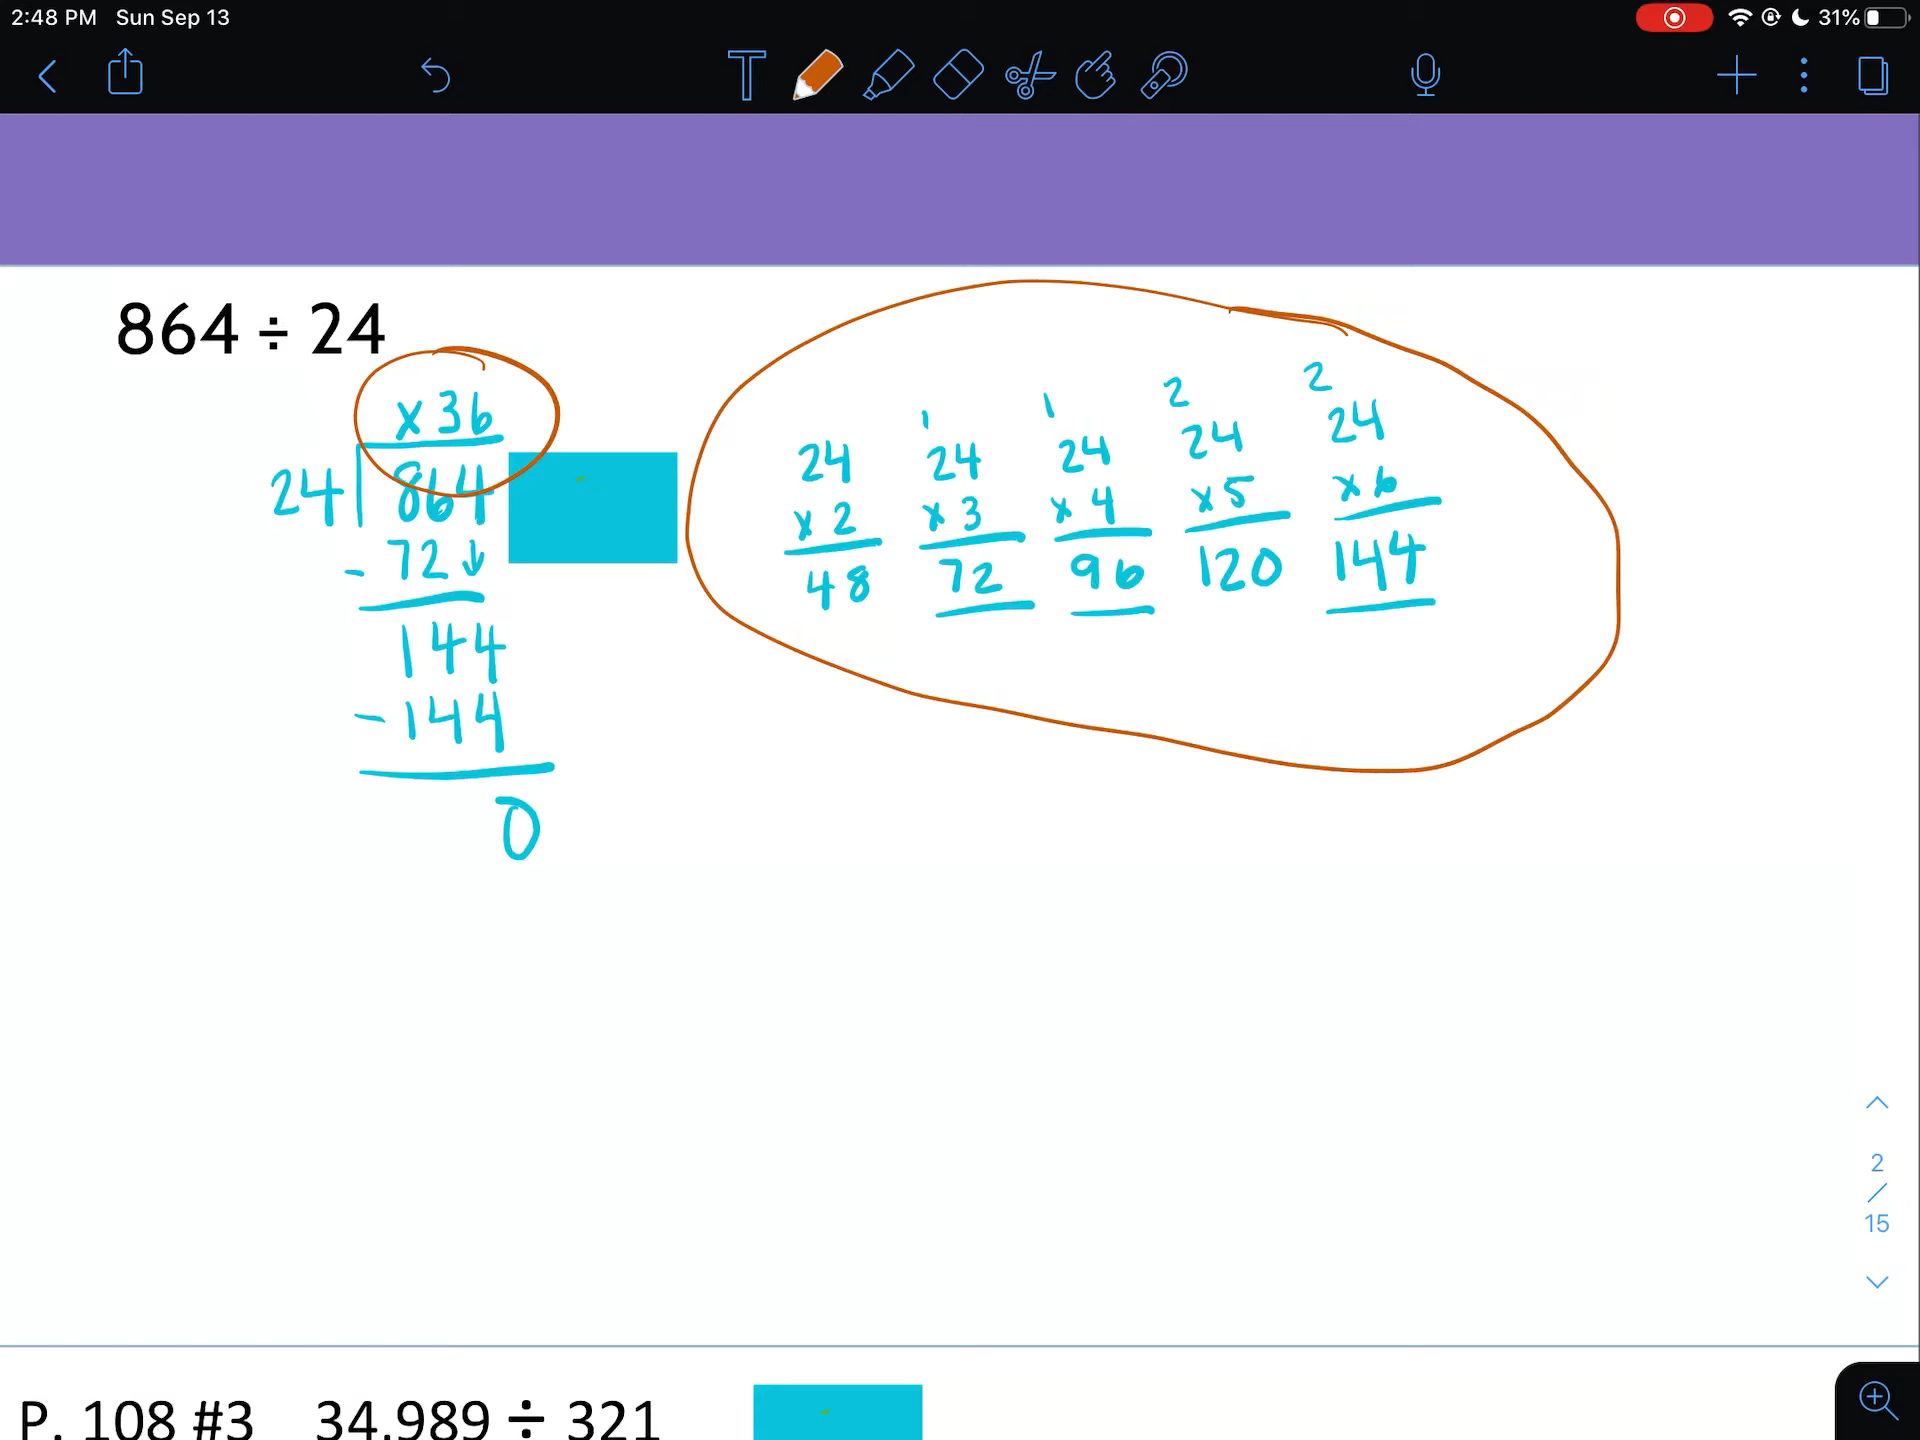 2:48 PM Sun Sep 13
31%
864 ÷ 24
x36
24 864
- 72↓
144
- 144
0
1 1 2 2
24 24 24 24 24
x 2 x 3 x 4 x 5 x 6
48 72 96 120 144
2
/
15
P. 108 #3 34,989 ÷ 321